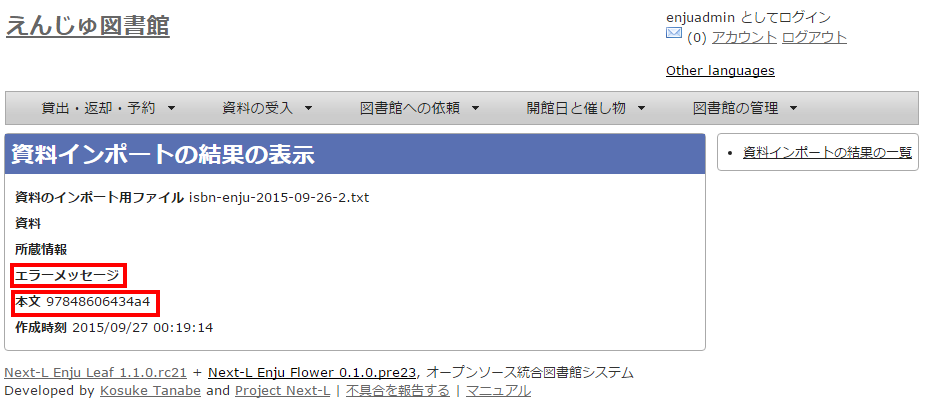 えんじゅ図書館
enjuadmin としてログイン
(0) アカウント ログアウト
Other languages
貸出・返却・予約 資料の受入 図書館への依頼 開館日と催し物 図書館の管理
資料インポートの結果の表示
資料インポートの結果の一覧
資料のインポート用ファイル isbn-enju-2015-09-26-2.txt
資料
所蔵情報
エラーメッセージ
本文 97848606434a4
作成時刻 2015/09/27 00:19:14
Next-L Enju Leaf 1.1.0.rc21 + Next-L Enju Flower 0.1.0.pre23, オープンソース統合図書館システム
Developed by Kosuke Tanabe and Project Next-L | 不具合を報告する | マニュアル